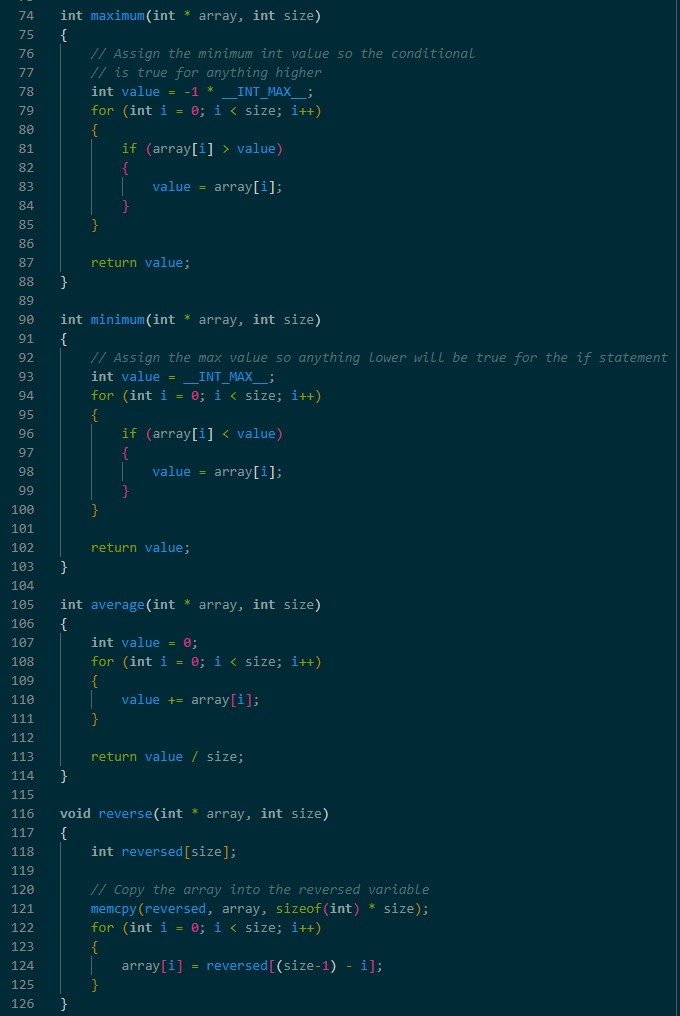 74 int maximum(int * array, int size)
75 {
76 // Assign the minimum int value so the conditional
77 // is true for anything higher
78 int value = -1 * __INT_MAX__;
79 for (int i = 0; i < size; i++)
80 {
81 if (array[i] > value)
82 {
83 value = array[i];
84 }
85 }
86
87 return value;
88 }
89
90 int minimum(int * array, int size)
91 {
92 // Assign the max value so anything lower will be true for the if statement
93 int value = __INT_MAX__;
94 for (int i = 0; i < size; i++)
95 {
96 if (array[i] < value)
97 {
98 value = array[i];
99 }
100 }
101
102 return value;
103 }
104
105 int average(int * array, int size)
106 {
107 int value = 0;
108 for (int i = 0; i < size; i++)
109 {
110 value += array[i];
111 }
112
113 return value / size;
114 }
115
116 void reverse(int * array, int size)
117 {
118 int reversed[size];
119
120 // Copy the array into the reversed variable
121 memcpy(reversed, array, sizeof(int) * size);
122 for (int i = 0; i < size; i++)
123 {
124 array[i] = reversed[(size-1) - i];
125 }
126 }